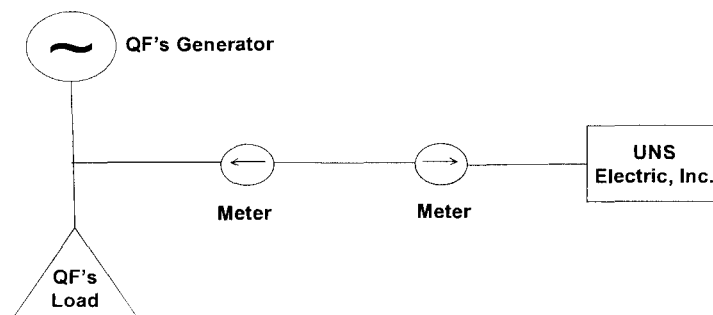 QF's Generator
UNS
Electric, Inc.
Meter
Meter
QF's
Load